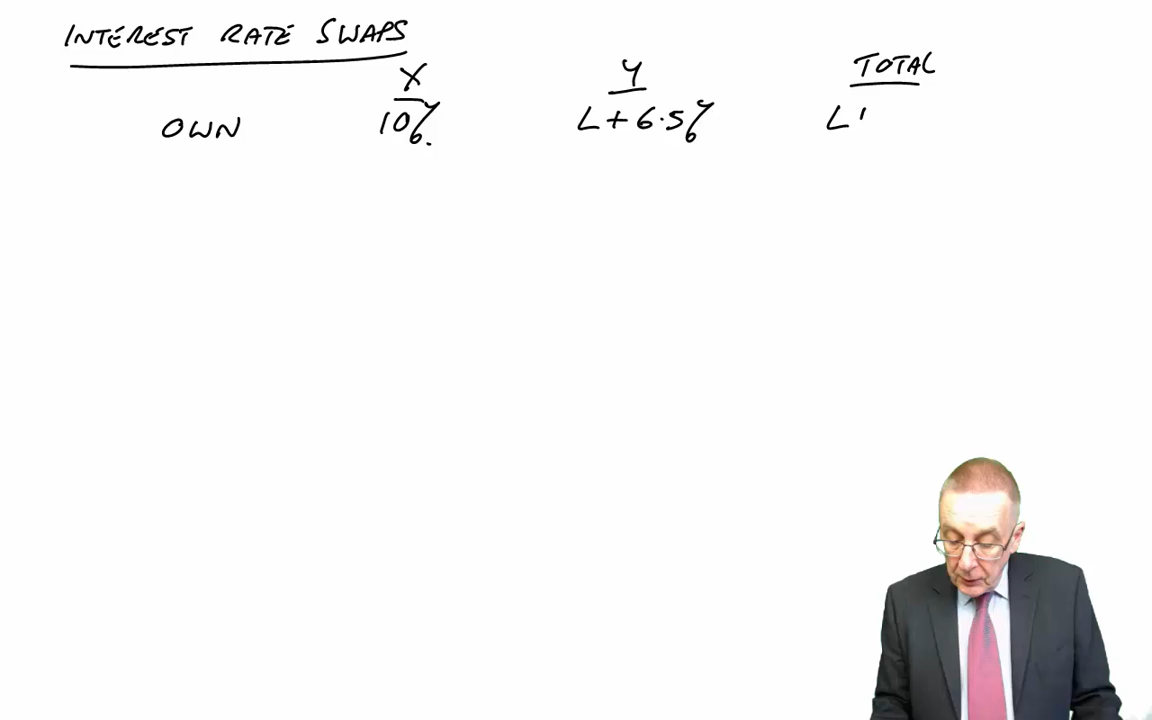 INTEREST RATE SWAPS
X Y TOTAL
OWN 10% L+6.5% L'